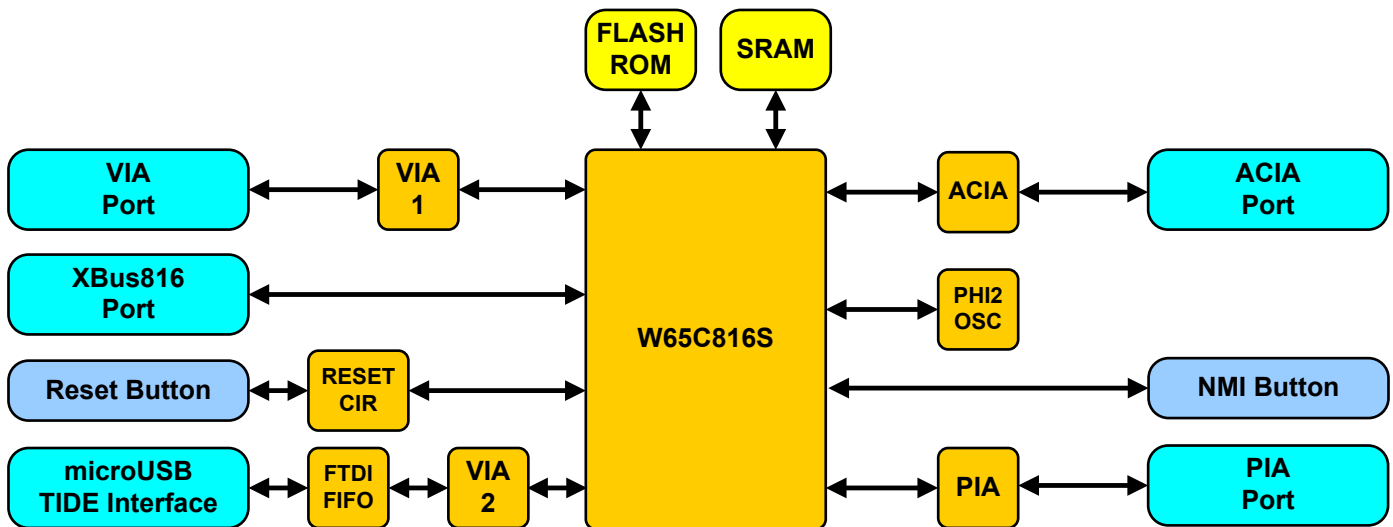 FLASH
ROM
SRAM
VIA
Port
VIA
1
ACIA
ACIA
Port
XBus816
Port
PHI2
OSC
W65C816S
Reset Button
RESET
CIR
NMI Button
microUSB
TIDE Interface
FTDI
FIFO
VIA
2
PIA
PIA
Port